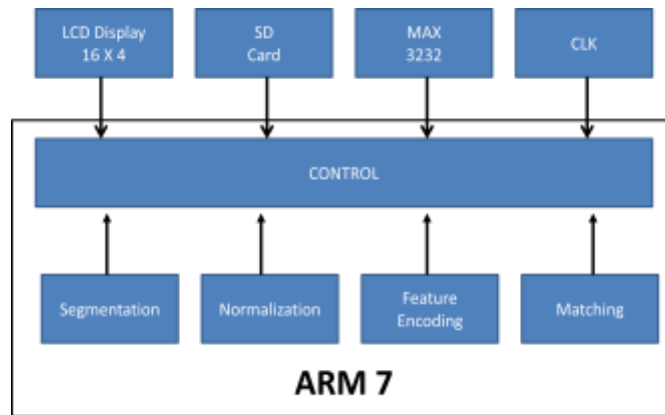 LCD Display
16 X 4
SD
Card
MAX
3232
CLK
CONTROL
Segmentation
Normalization
Feature
Encoding
Matching
ARM 7